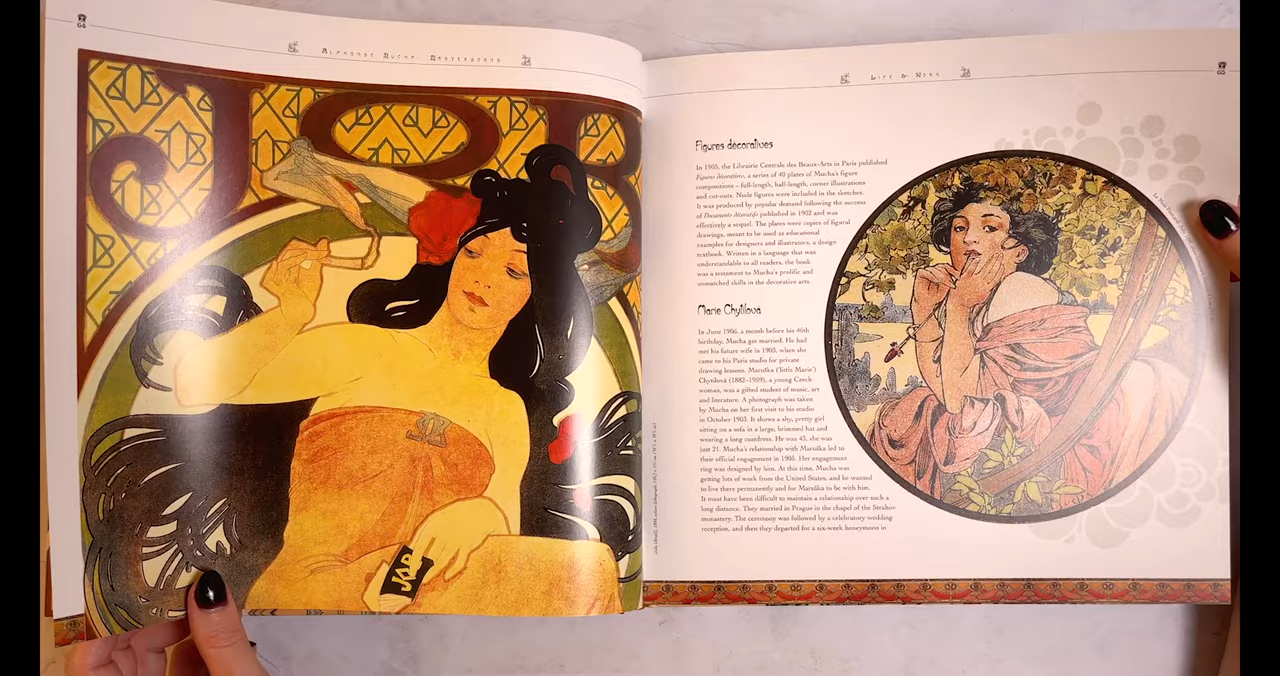 64
Alphonse Mucha: Masterworks
JOB
JOB
Life & Work
65
Figures décoratives
In 1905, the Librairie Centrale des Beaux-Arts in Paris published
Figures décoratives, a series of 40 plates of Mucha's figure
compositions – full-length, half-length, corner illustrations
and cut-outs. Nude figures were included in the sketches.
It was produced by popular demand following the success
of Documents décoratifs published in 1902 and was
effectively a sequel. The plates were copies of figural
drawings, meant to be used as educational
examples for designers and illustrators, a design
textbook. Written in a language that was
understandable to all readers, the book
was a testament to Mucha's prolific and
unmatched skills in the decorative arts.
Marie Chytilová
In June 1906, a month before his 46th
birthday, Mucha got married. He had
met his future wife in 1903, when she
came to his Paris studio for private
drawing lessons. Maruška ('little Marie')
Chytilová (1882–1959), a young Czech
woman, was a gifted student of music, art
and literature. A photograph was taken
by Mucha on her first visit to his studio
in October 1903. It shows a shy, pretty girl
sitting on a sofa in a large, brimmed hat and
wearing a long coatdress. He was 43, she was
just 21. Mucha's relationship with Maruška led to
their official engagement in 1905. Her engagement
ring was designed by him. At this time, Mucha was
getting lots of work from the United States, and he wanted
to live there permanently and for Maruška to be with him.
It must have been difficult to maintain a relationship over such a
long distance. They married in Prague in the chapel of the Strahov
monastery. The ceremony was followed by a celebratory wedding
reception, and then they departed for a six-week honeymoon in